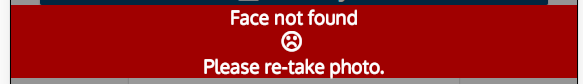 Face not found
☹
Please re-take photo.